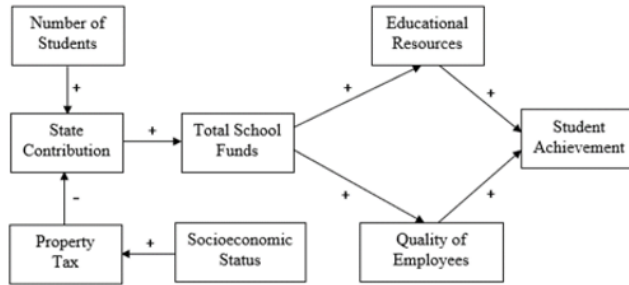 Number of
Students
Educational
Resources
+
+
+
+
State
Contribution
Total School
Funds
Student
Achievement
-
+
+
+
Property
Tax
Socioeconomic
Status
Quality of
Employees